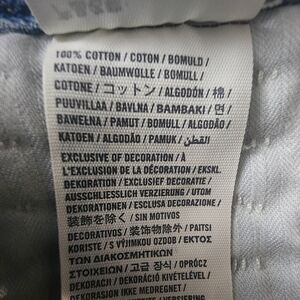 100% COTTON / COTON / BOMULD /
KATOEN / BAUMWOLLE / BOMULL /
COTONE / コットン / ALGODÓN / 棉 /
PUUVILLAA / BAVLNA / BAMBAKI / 면 /
BAWEŁNA / PAMUT / BOMULL / ALGODÃO /
KATOEN / ALGODÃO / PAMUK / القطن
EXCLUSIVE OF DECORATION / À
L'EXCLUSION DE LA DÉCORATION / EKSKL.
DEKORATION / EXCLUSIEF DECORATIE /
AUSSCHLIESSLICH VERZIERUNG / UTOM
DEKORATIONEN / ESCLUSA DECORAZIONE /
装飾を除く / SIN MOTIVOS
DECORATIVOS / 装饰物除外 / PAITSI
KORISTE / S VÝJIMKOU OZDOB / ΕΚΤΟΣ
ΤΩΝ ΔΙΑΚΟΣΜΗΤΙΚΩΝ
ΣΤΟΙΧΕΙΩΝ / 고급 장식 / OPRÓCZ
DEKORACJI / DEKORÁCIÓ KIVÉTELÉVEL /
DEKORASJON IKKE MEDREGNET /